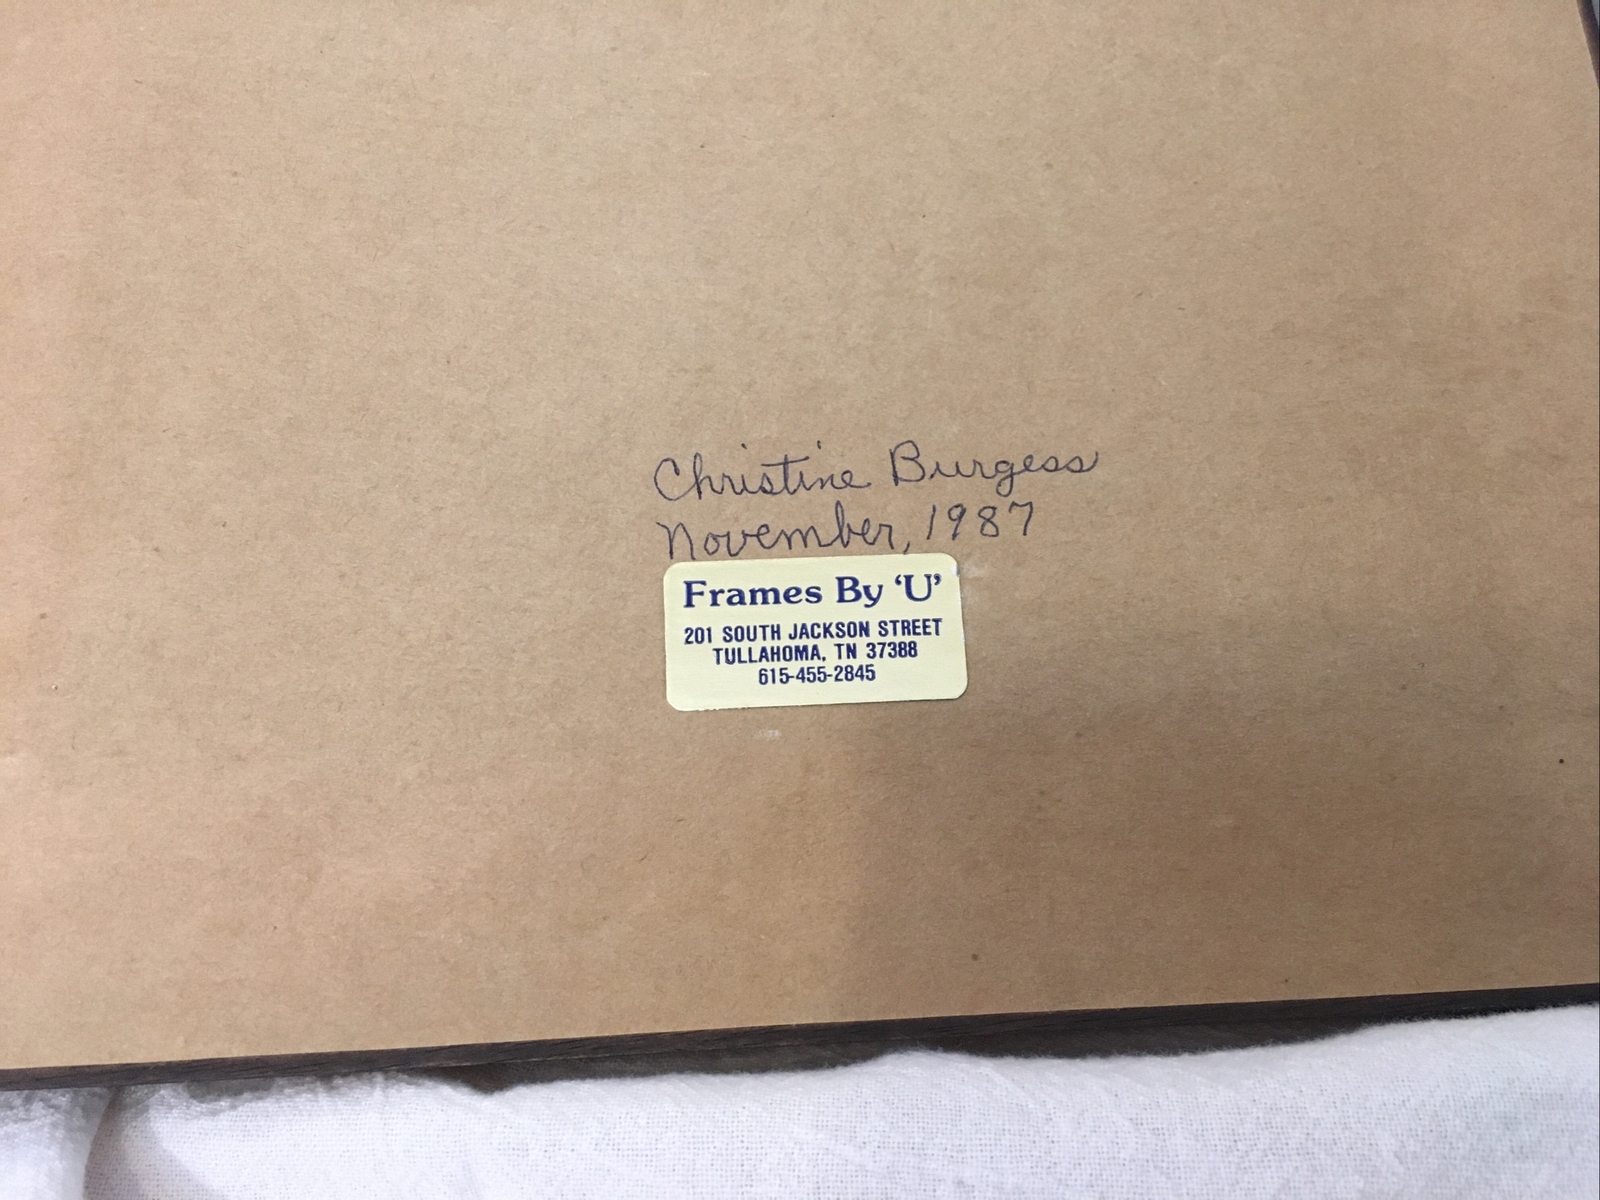 Christine Burgess
November, 1987
Frames By ‘U’
201 SOUTH JACKSON STREET
TULLAHOMA, TN 37388
615-455-2845